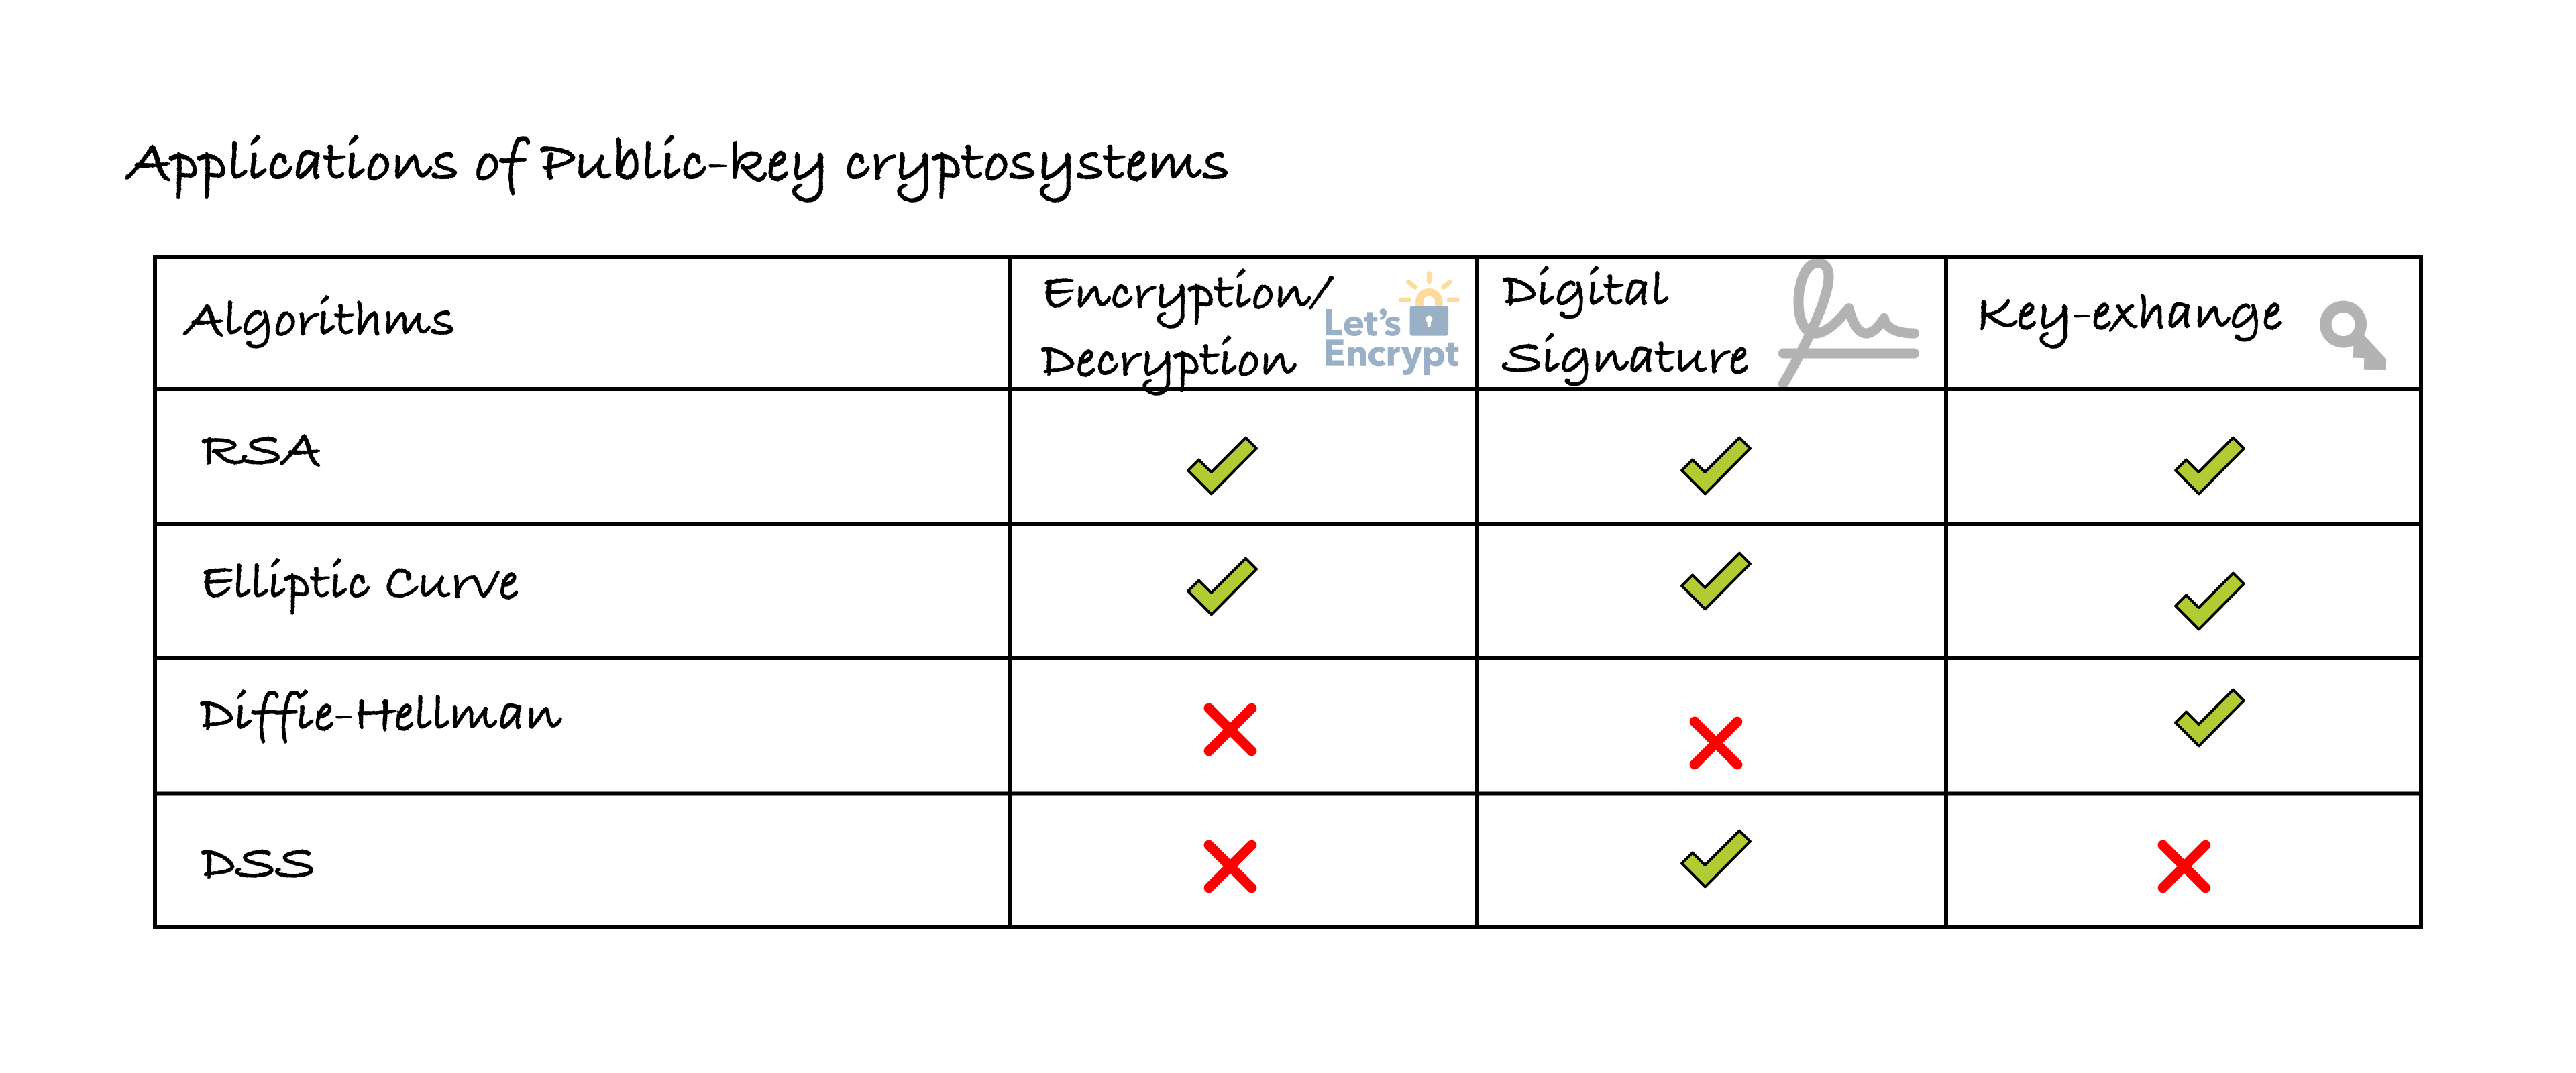 Applications of Public-key cryptosystems
Algorithms
Encryption/
Decryption
Let's
Encrypt
Digital
Signature
Key-exhange
RSA
Elliptic Curve
Diffie-Hellman
DSS